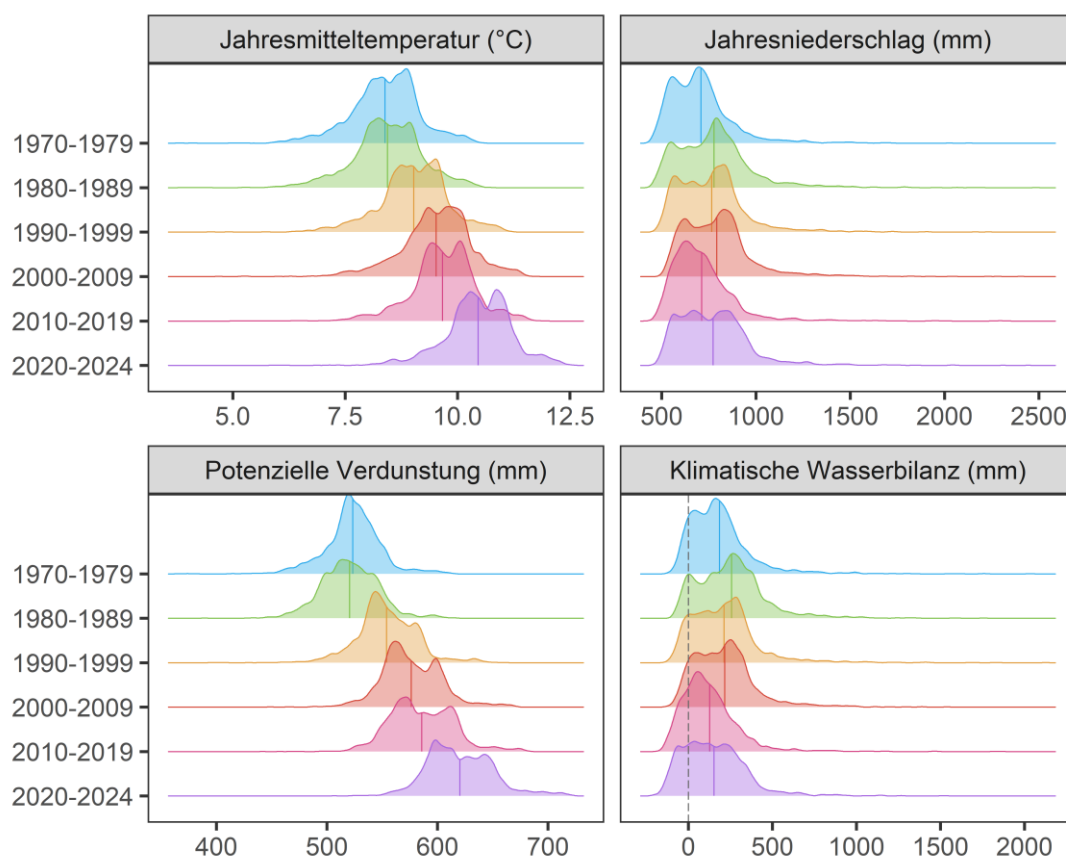 Jahresmitteltemperatur (°C)
Jahresniederschlag (mm)
1970-1979
1980-1989
1990-1999
2000-2009
2010-2019
2020-2024
5.0 7.5 10.0 12.5
500 1000 1500 2000 2500
Potenzielle Verdunstung (mm)
Klimatische Wasserbilanz (mm)
1970-1979
1980-1989
1990-1999
2000-2009
2010-2019
2020-2024
400 500 600 700
0 500 1000 1500 2000